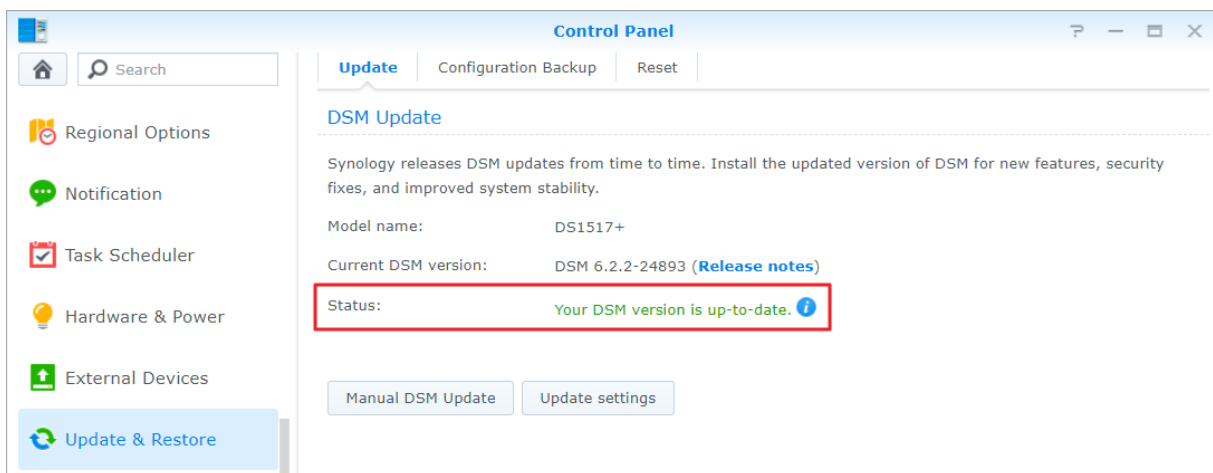 Control Panel
Search
Update
Configuration Backup
Reset
Regional Options
Notification
Task Scheduler
Hardware & Power
External Devices
Update & Restore
DSM Update
Synology releases DSM updates from time to time. Install the updated version of DSM for new features, security
fixes, and improved system stability.
Model name: DS1517+
Current DSM version: DSM 6.2.2-24893 (Release notes)
Status: Your DSM version is up-to-date.
Manual DSM Update
Update settings